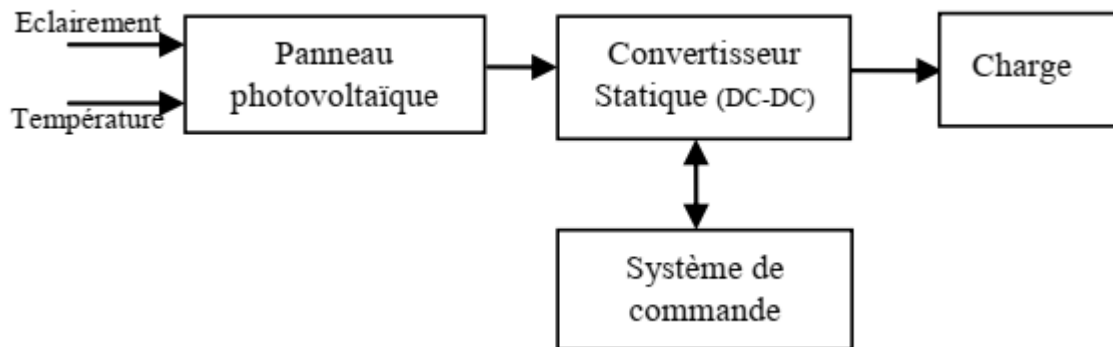 Eclairement
Température
Panneau
photovoltaïque
Convertisseur
Statique (DC-DC)
Charge
Système de
commande